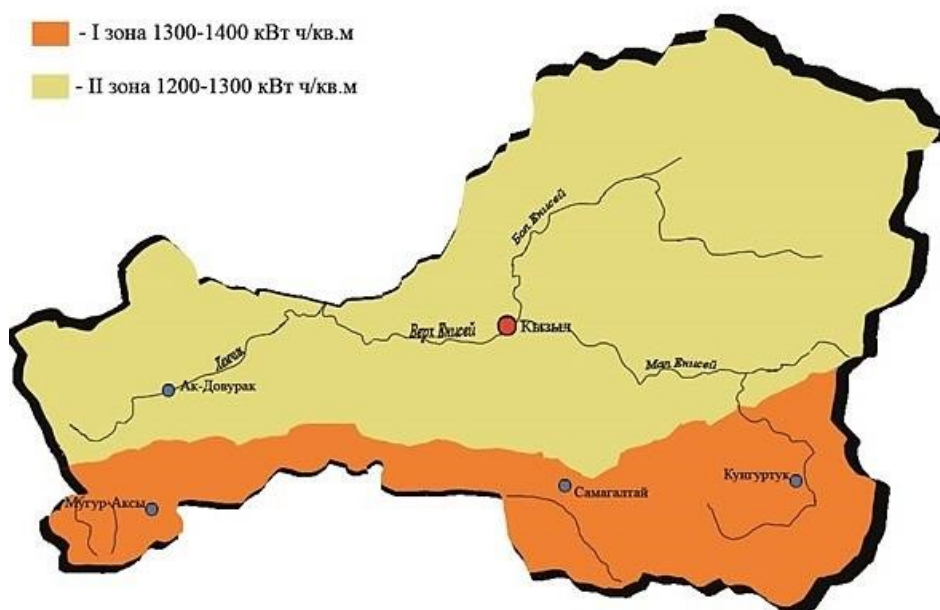 - I зона 1300-1400 кВт ч/кв.м
- II зона 1200-1300 кВт ч/кв.м
Бол Енисей
Верх Енисей
Кызыл
Мал Енисей
Ак-Довурак
Мугур-Аксы
Самагалтай
Кунгуртук